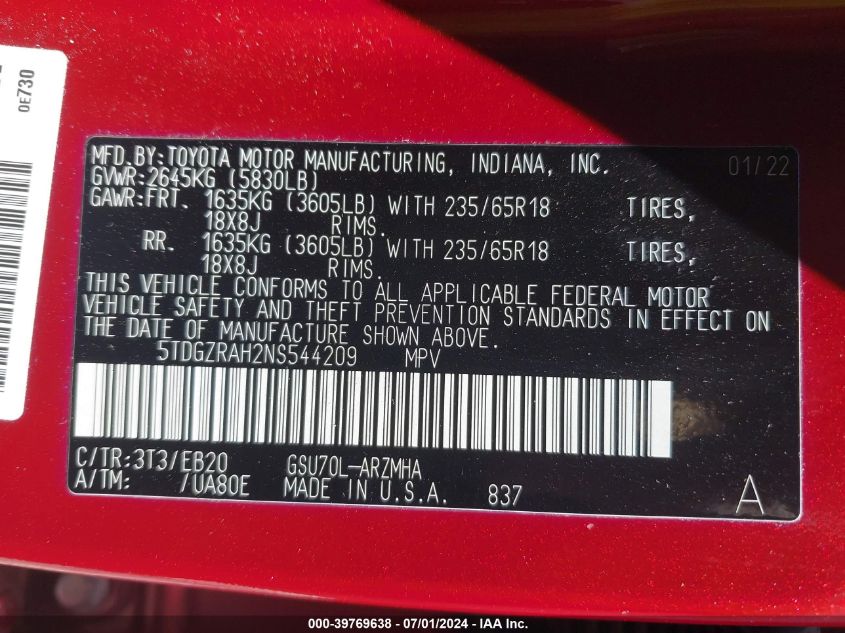 0E730
MFD.BY:TOYOTA MOTOR MANUFACTURING, INDIANA, INC. 01/22
GVWR:2645KG (5830LB)
GAWR:FRT. 1635KG (3605LB) WITH 235/65R18 TIRES,
18X8J RIMS.
RR. 1635KG (3605LB) WITH 235/65R18 TIRES,
18X8J RIMS.
THIS VEHICLE CONFORMS TO ALL APPLICABLE FEDERAL MOTOR
VEHICLE SAFETY AND THEFT PREVENTION STANDARDS IN EFFECT ON
THE DATE OF MANUFACTURE SHOWN ABOVE.
5TDGZRAH2NS544209 MPV
C/TR:3T3/EB20 GSU70L-ARZMHA
A/TM: /UA80E MADE IN U.S.A. 837 A
000-39769638 - 07/01/2024 - IAA Inc.